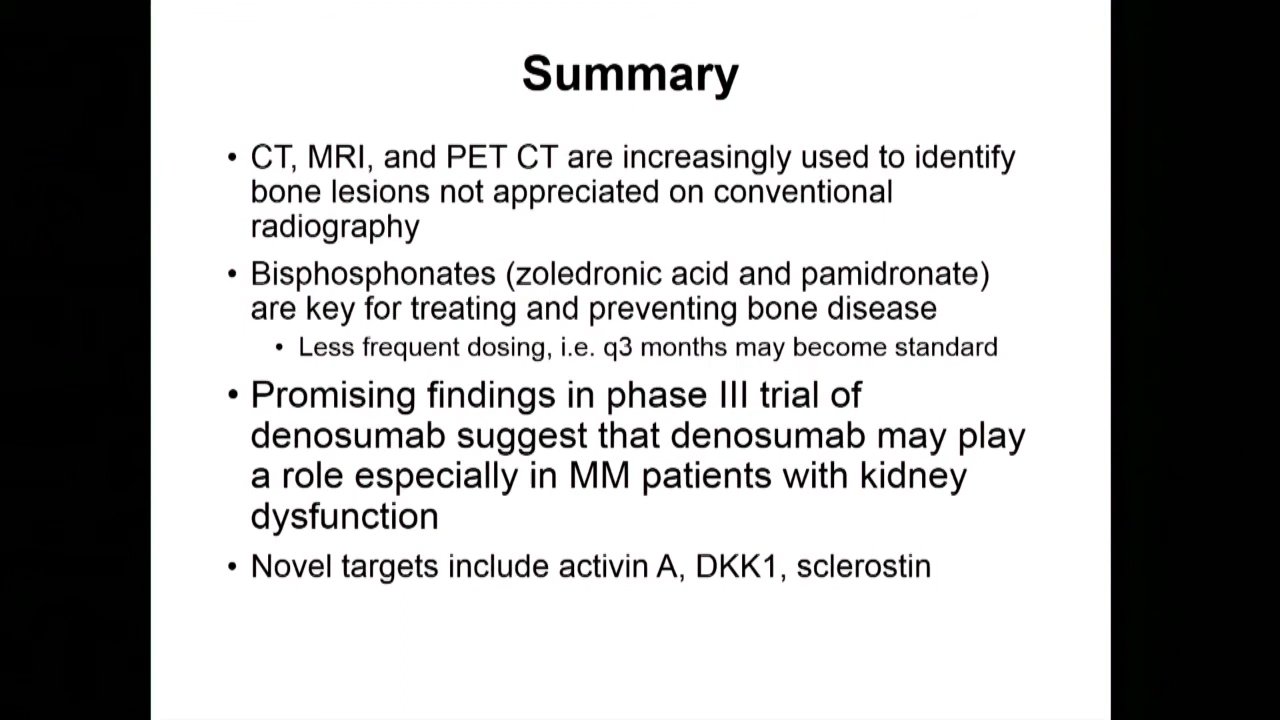 Summary
• CT, MRI, and PET CT are increasingly used to identify
bone lesions not appreciated on conventional
radiography
• Bisphosphonates (zoledronic acid and pamidronate)
are key for treating and preventing bone disease
• Less frequent dosing, i.e. q3 months may become standard
• Promising findings in phase III trial of
denosumab suggest that denosumab may play
a role especially in MM patients with kidney
dysfunction
• Novel targets include activin A, DKK1, sclerostin